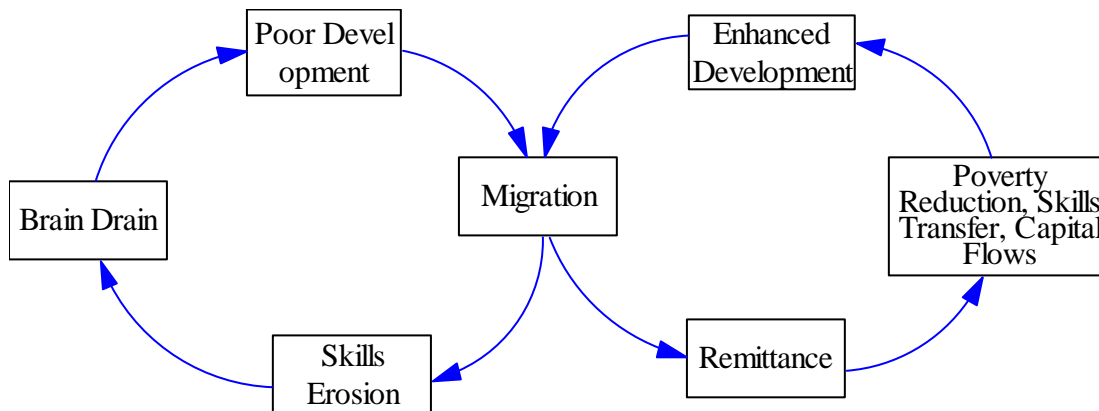 Poor Devel
opment
Enhanced
Development
Migration
Poverty
Reduction, Skills
Transfer, Capital
Flows
Brain Drain
Skills
Erosion
Remittance